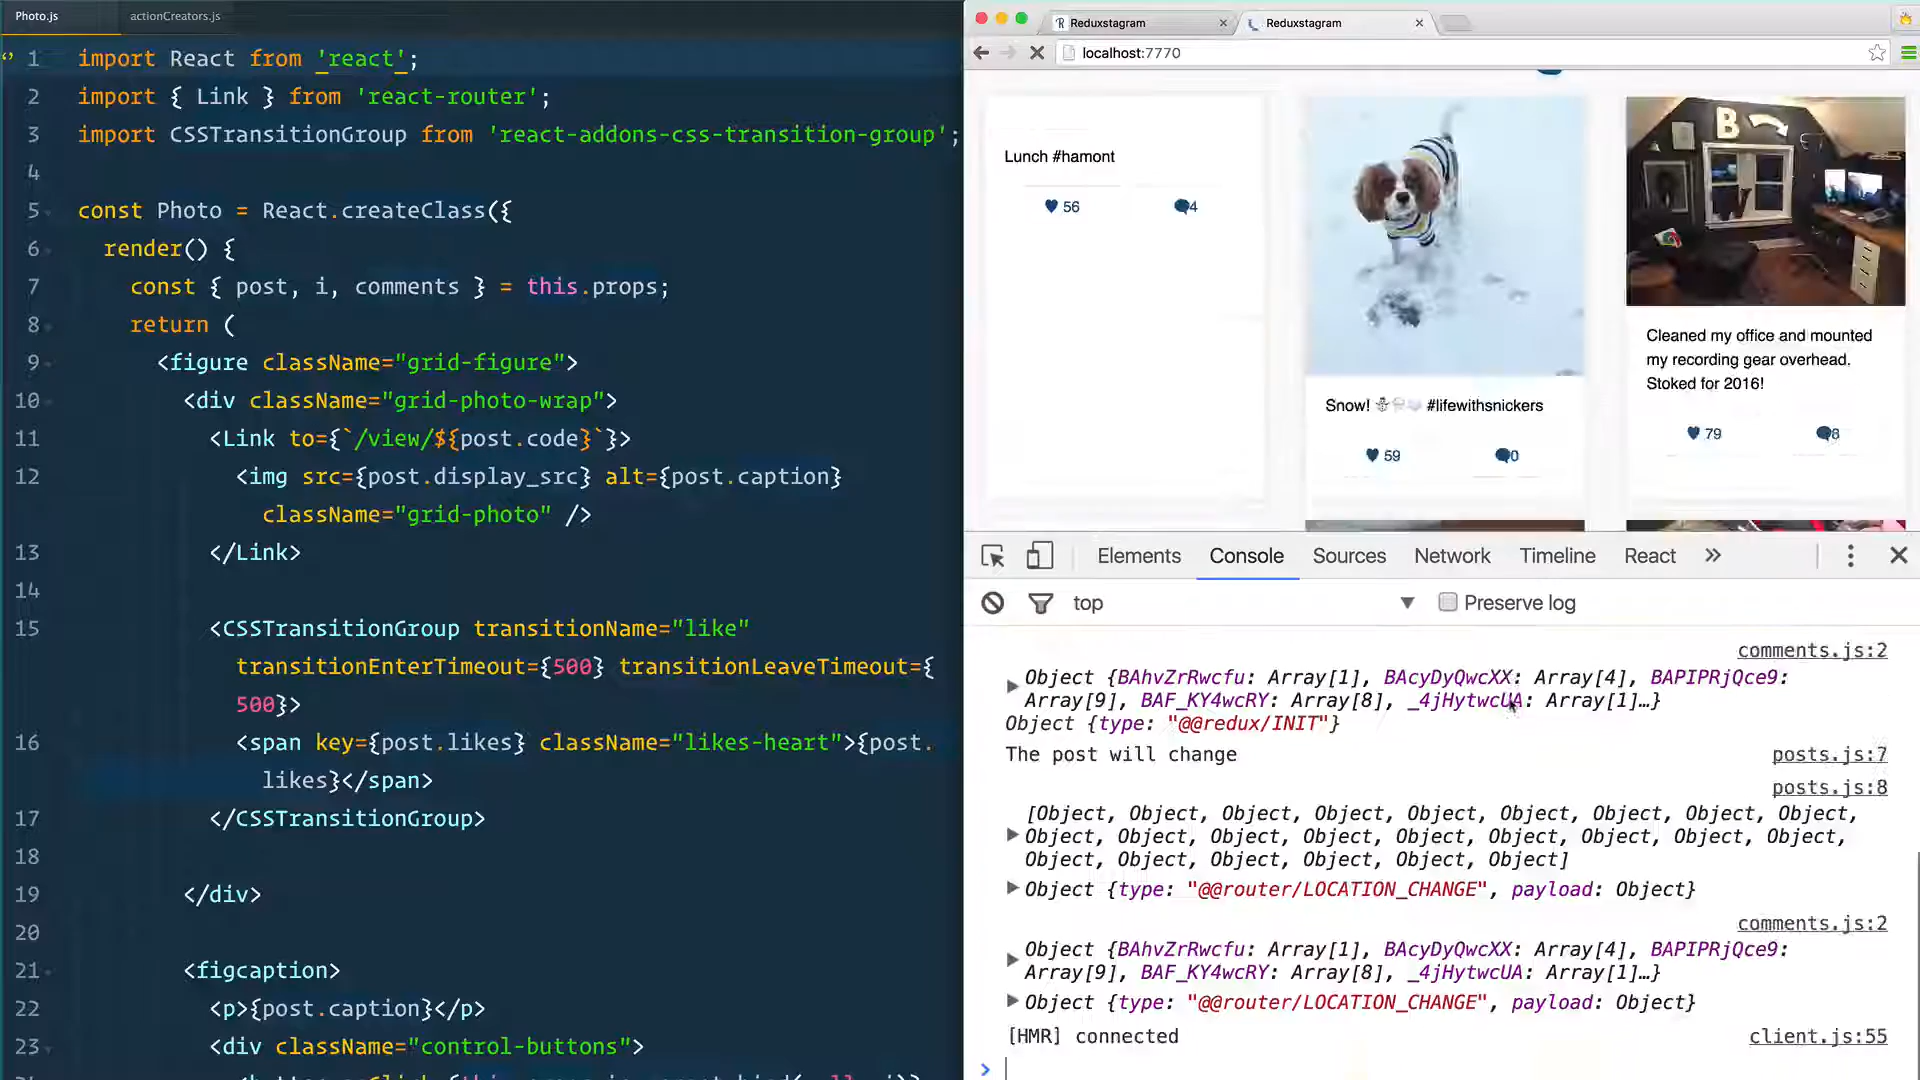 Photo.js
actionCreators.js
1 import React from 'react';
2 import { Link } from 'react-router';
3 import CSSTransitionGroup from 'react-addons-css-transition-group';
4
5 const Photo = React.createClass({
6 render() {
7 const { post, i, comments } = this.props;
8 return (
9 <figure className="grid-figure">
10 <div className="grid-photo-wrap">
11 <Link to={`/view/${post.code}`}>
12 <img src={post.display_src} alt={post.caption}
className="grid-photo" />
13 </Link>
14
15 <CSSTransitionGroup transitionName="like"
transitionEnterTimeout={500} transitionLeaveTimeout={
500}>
16 <span key={post.likes} className="likes-heart">{post.
likes}</span>
17 </CSSTransitionGroup>
18
19 </div>
20
21 <figcaption>
22 <p>{post.caption}</p>
23 <div className="control-buttons">
Reduxstagram
Reduxstagram
localhost:7770
Lunch #hamont
56
4
Snow! #lifewithsnickers
59
0
B
Cleaned my office and mounted
my recording gear overhead.
Stoked for 2016!
79
8
Elements Console Sources Network Timeline React
top
Preserve log
comments.js:2
Object {BAhvZrRwcfu: Array[1], BAcyDyQwcXX: Array[4], BAPIPRjQce9:
Array[9], BAF_KY4wcRY: Array[8], _4jHytwcUA: Array[1]…}
Object {type: "@@redux/INIT"}
The post will change
posts.js:7
posts.js:8
[Object, Object, Object, Object, Object, Object, Object, Object, Object,
Object, Object, Object, Object, Object, Object, Object, Object, Object,
Object, Object, Object, Object, Object, Object]
Object {type: "@@router/LOCATION_CHANGE", payload: Object}
comments.js:2
Object {BAhvZrRwcfu: Array[1], BAcyDyQwcXX: Array[4], BAPIPRjQce9:
Array[9], BAF_KY4wcRY: Array[8], _4jHytwcUA: Array[1]…}
Object {type: "@@router/LOCATION_CHANGE", payload: Object}
[HMR] connected
client.js:55